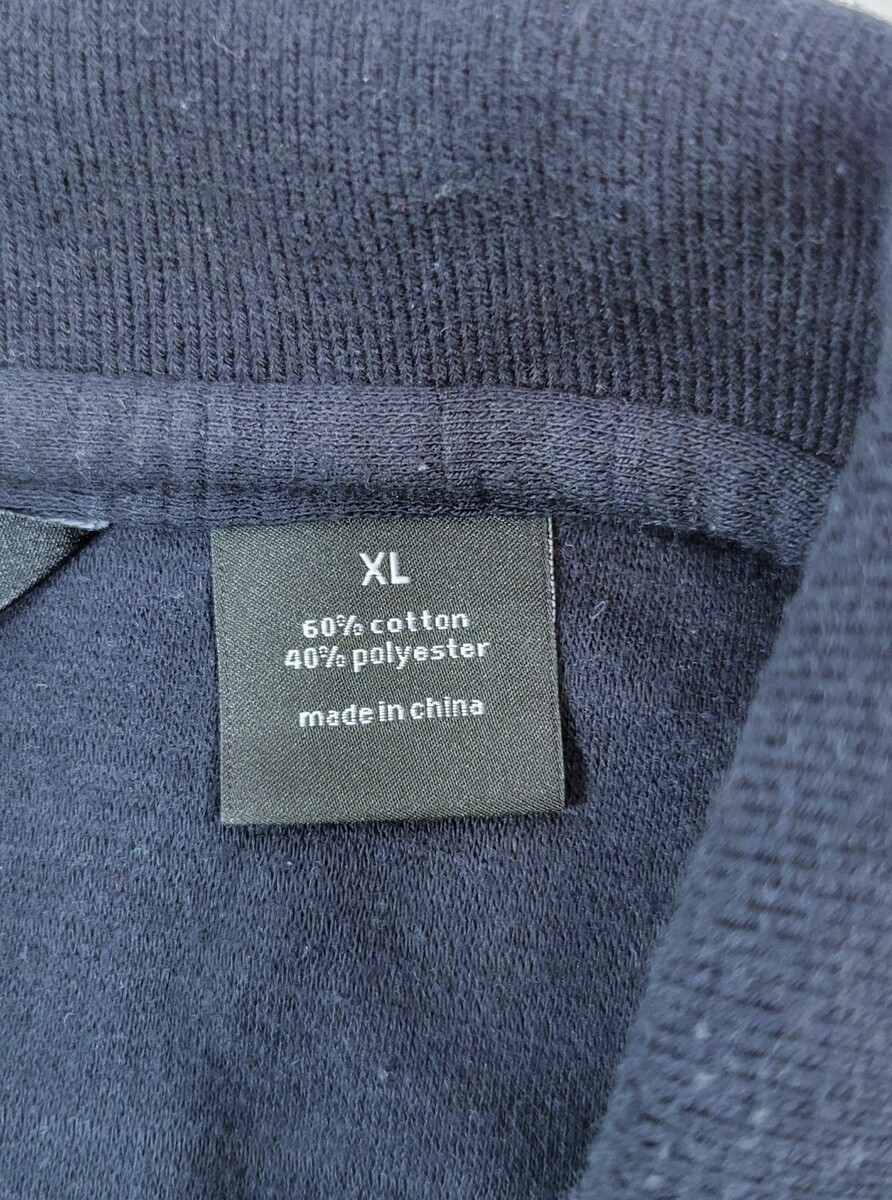 XL
60% cotton
40% polyester
made in china